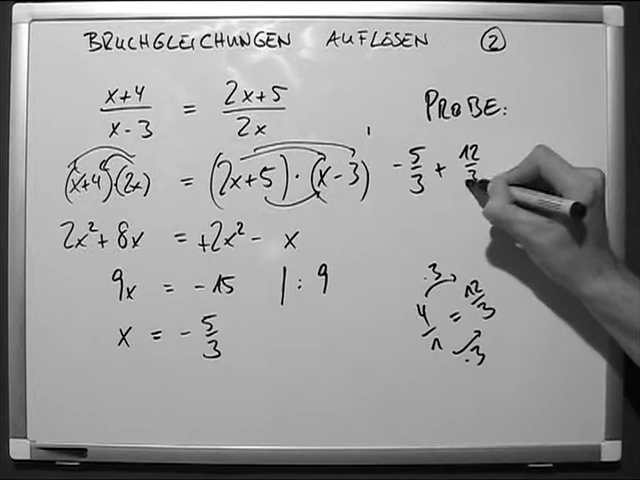 BRUCHGLEICHUNGEN AUFLESEN ②
x+4 / x-3 = 2x+5 / 2x
(x+4)(2x) = (2x+5)·(x-3)
2x²+8x = +2x² - x
9x = -15 |:9
x = -5/3
PROBE:
-5/3 + 12/3
·3
4/1 = 12/3
·3